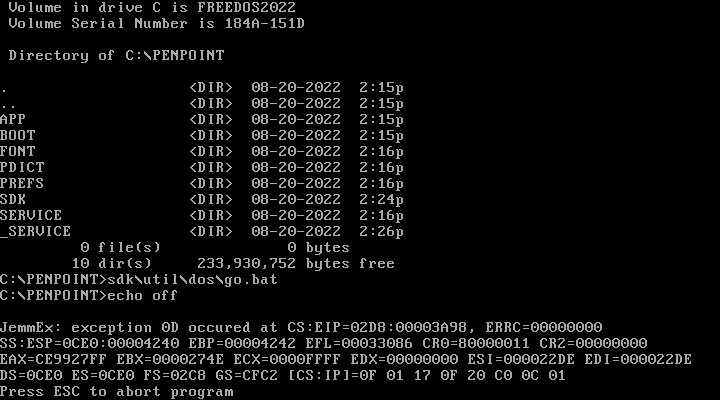 Volume in drive C is FREEDOS2022
Volume Serial Number is 184A-151D
Directory of C:\PENPOINT
. <DIR> 08-20-2022 2:15p
.. <DIR> 08-20-2022 2:15p
APP <DIR> 08-20-2022 2:15p
BOOT <DIR> 08-20-2022 2:15p
FONT <DIR> 08-20-2022 2:16p
PDICT <DIR> 08-20-2022 2:16p
PREFS <DIR> 08-20-2022 2:16p
SDK <DIR> 08-20-2022 2:24p
SERVICE <DIR> 08-20-2022 2:16p
_SERVICE <DIR> 08-20-2022 2:26p
0 file(s) 0 bytes
10 dir(s) 233,930,752 bytes free
C:\PENPOINT>sdk\util\dos\go.bat
C:\PENPOINT>echo off
JemmEx: exception 0D occured at CS:EIP=02D8:00003A98, ERRC=00000000
SS:ESP=0CE0:00004240 EBP=00004242 EFL=00033086 CR0=80000011 CR2=00000000
EAX=CE9927FF EBX=0000274E ECX=0000FFFF EDX=00000000 ESI=000022DE EDI=000022DE
DS=0CE0 ES=0CE0 FS=02C8 GS=CFC2 [CS:IP]=0F 01 17 0F 20 C0 0C 01
Press ESC to abort program